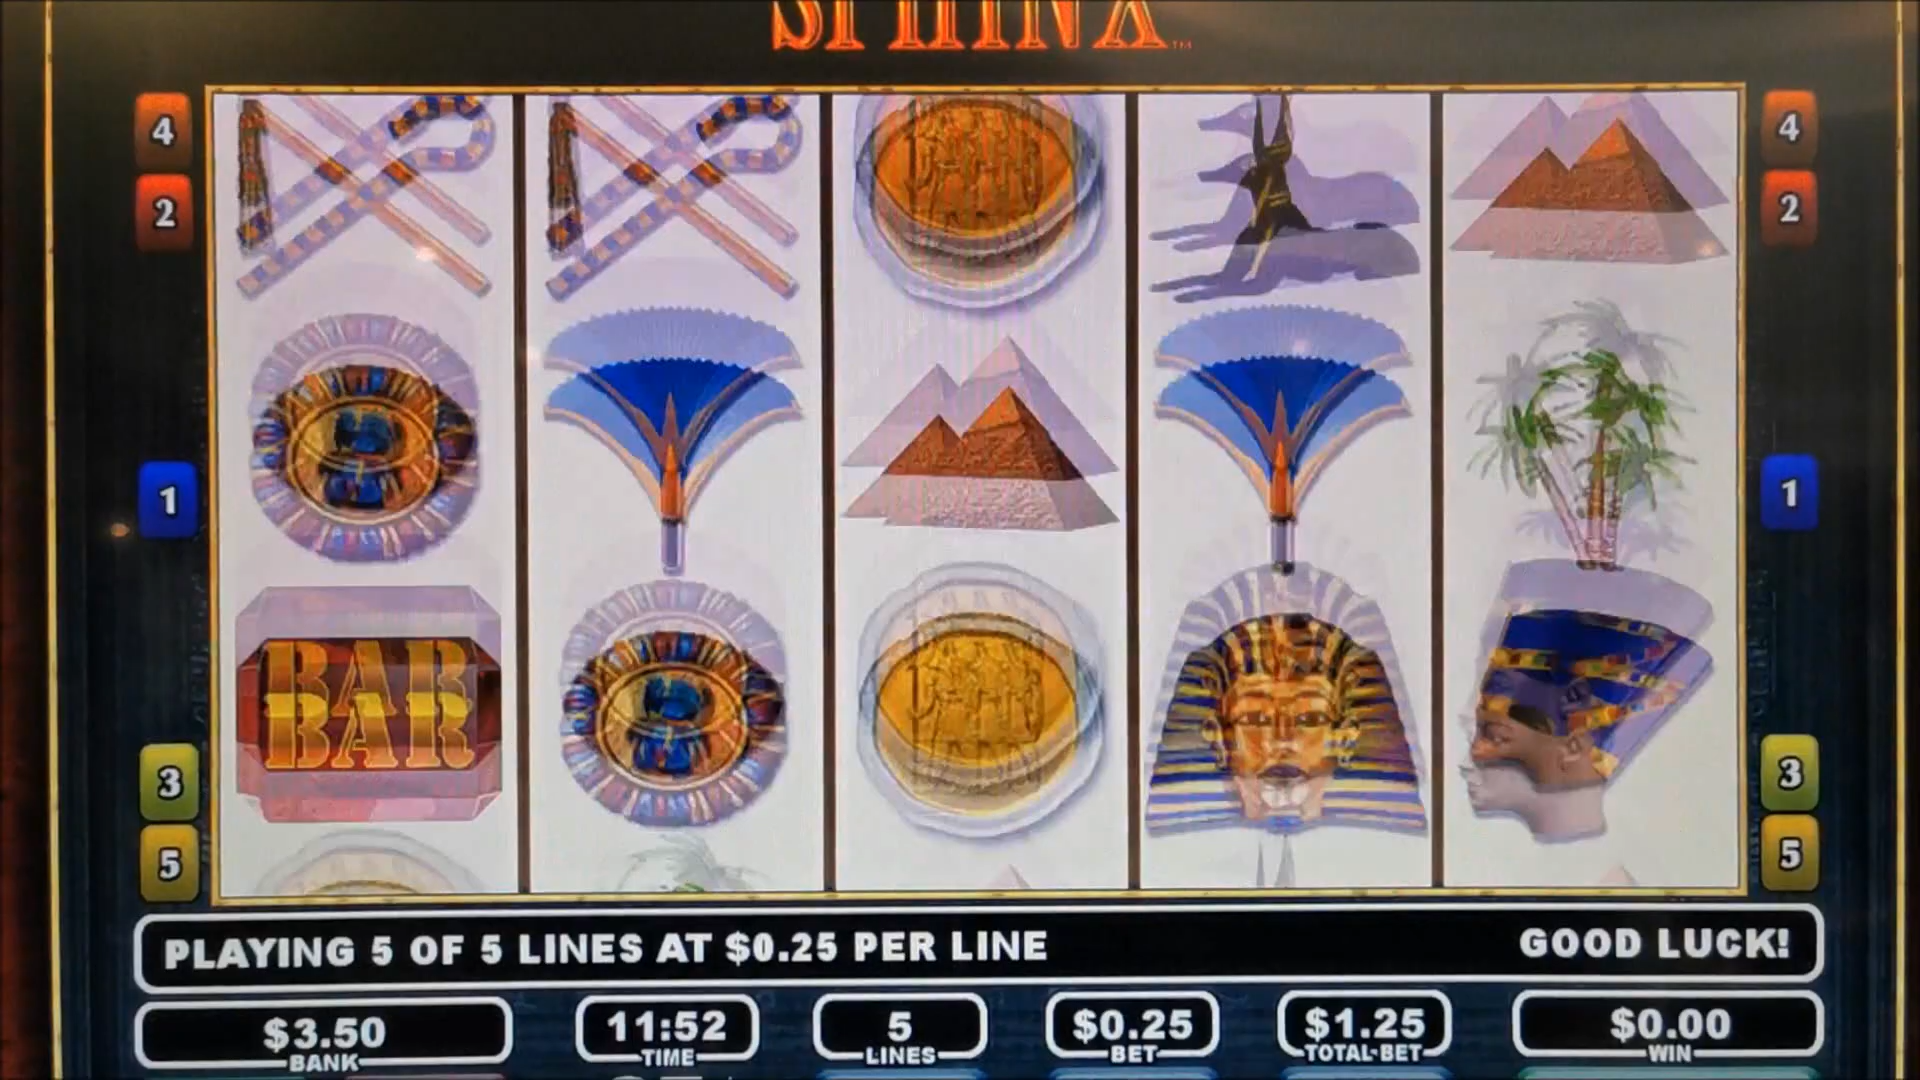 SPHINX™
4 4
2 2
1 1
BAR
BAR
3 3
5 5
PLAYING 5 OF 5 LINES AT $0.25 PER LINE GOOD LUCK!
$3.50 11:52 5 $0.25 $1.25 $0.00
BANK TIME LINES BET TOTAL BET WIN